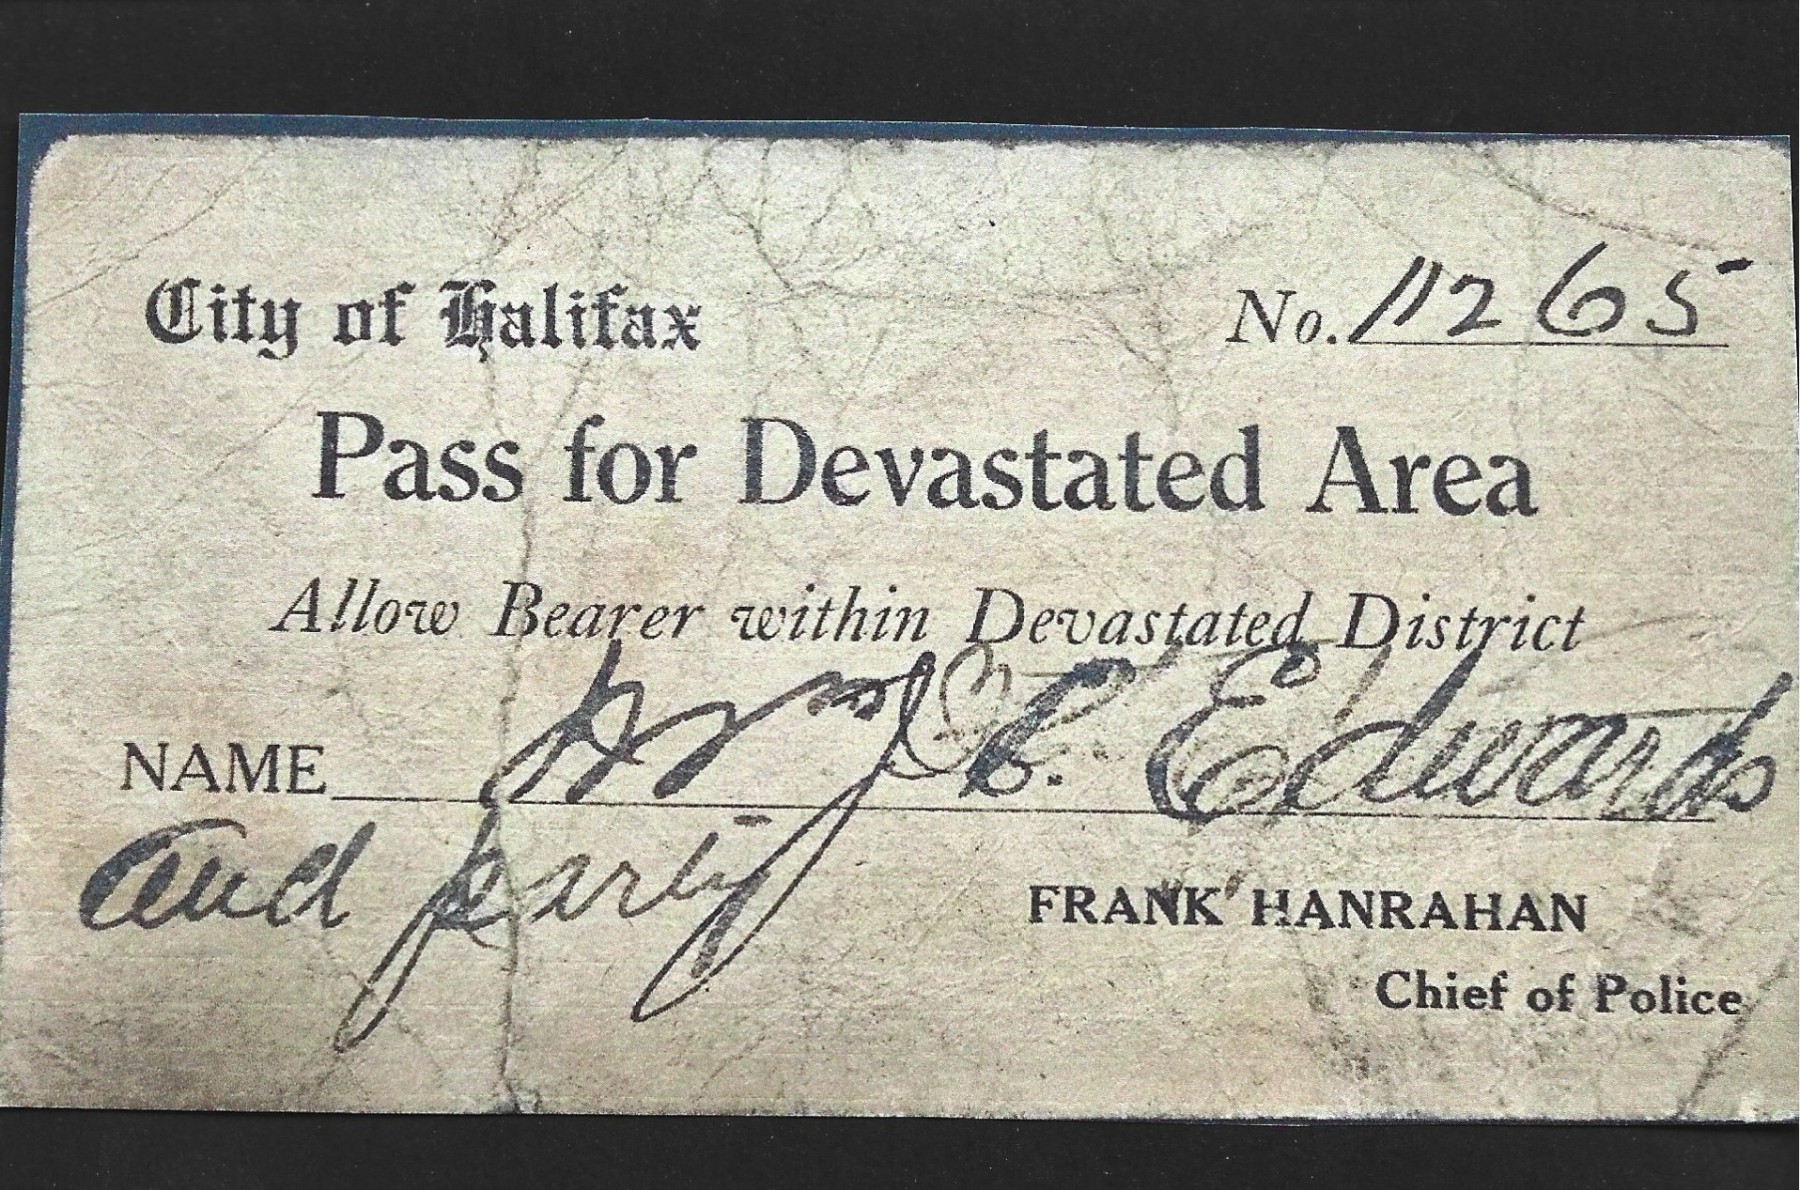 City of Halifax No. 11265
Pass for Devastated Area
Allow Bearer within Devastated District
NAME C. Edwards
and party
FRANK HANRAHAN
Chief of Police